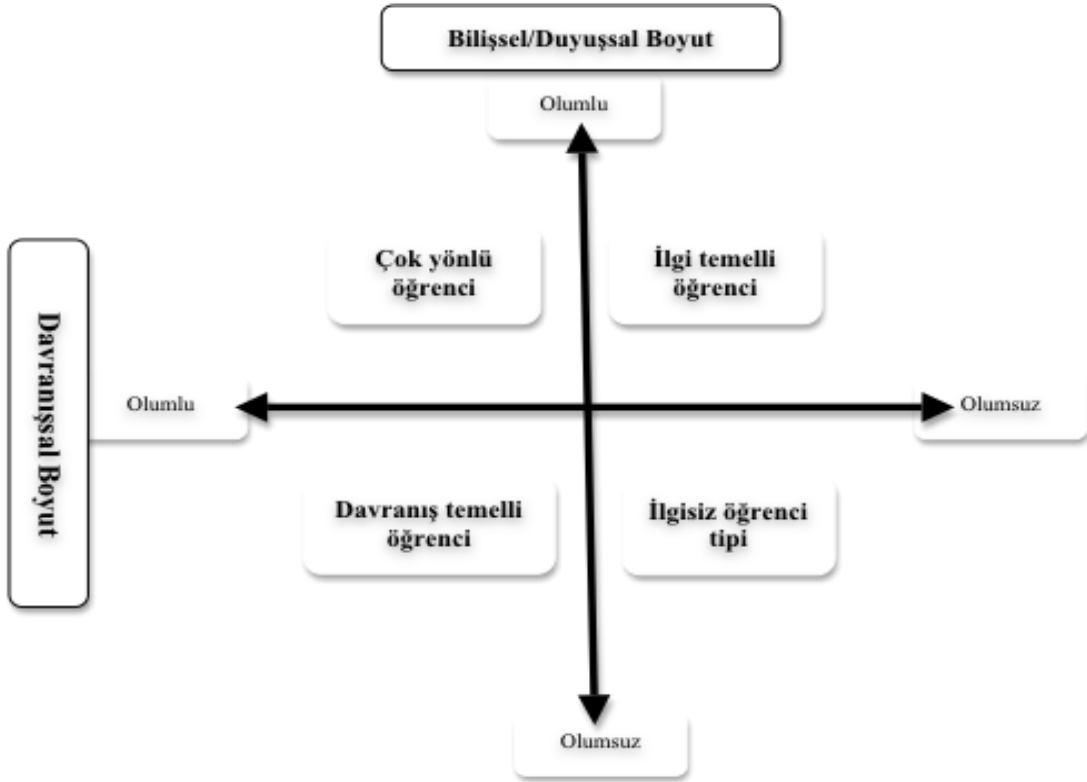 Bilişsel/Duyuşsal Boyut
Olumlu
Çok yönlü
öğrenci
İlgi temelli
öğrenci
Davranışsal Boyut
Olumlu
Olumsuz
Davranış temelli
öğrenci
İlgisiz öğrenci
tipi
Olumsuz